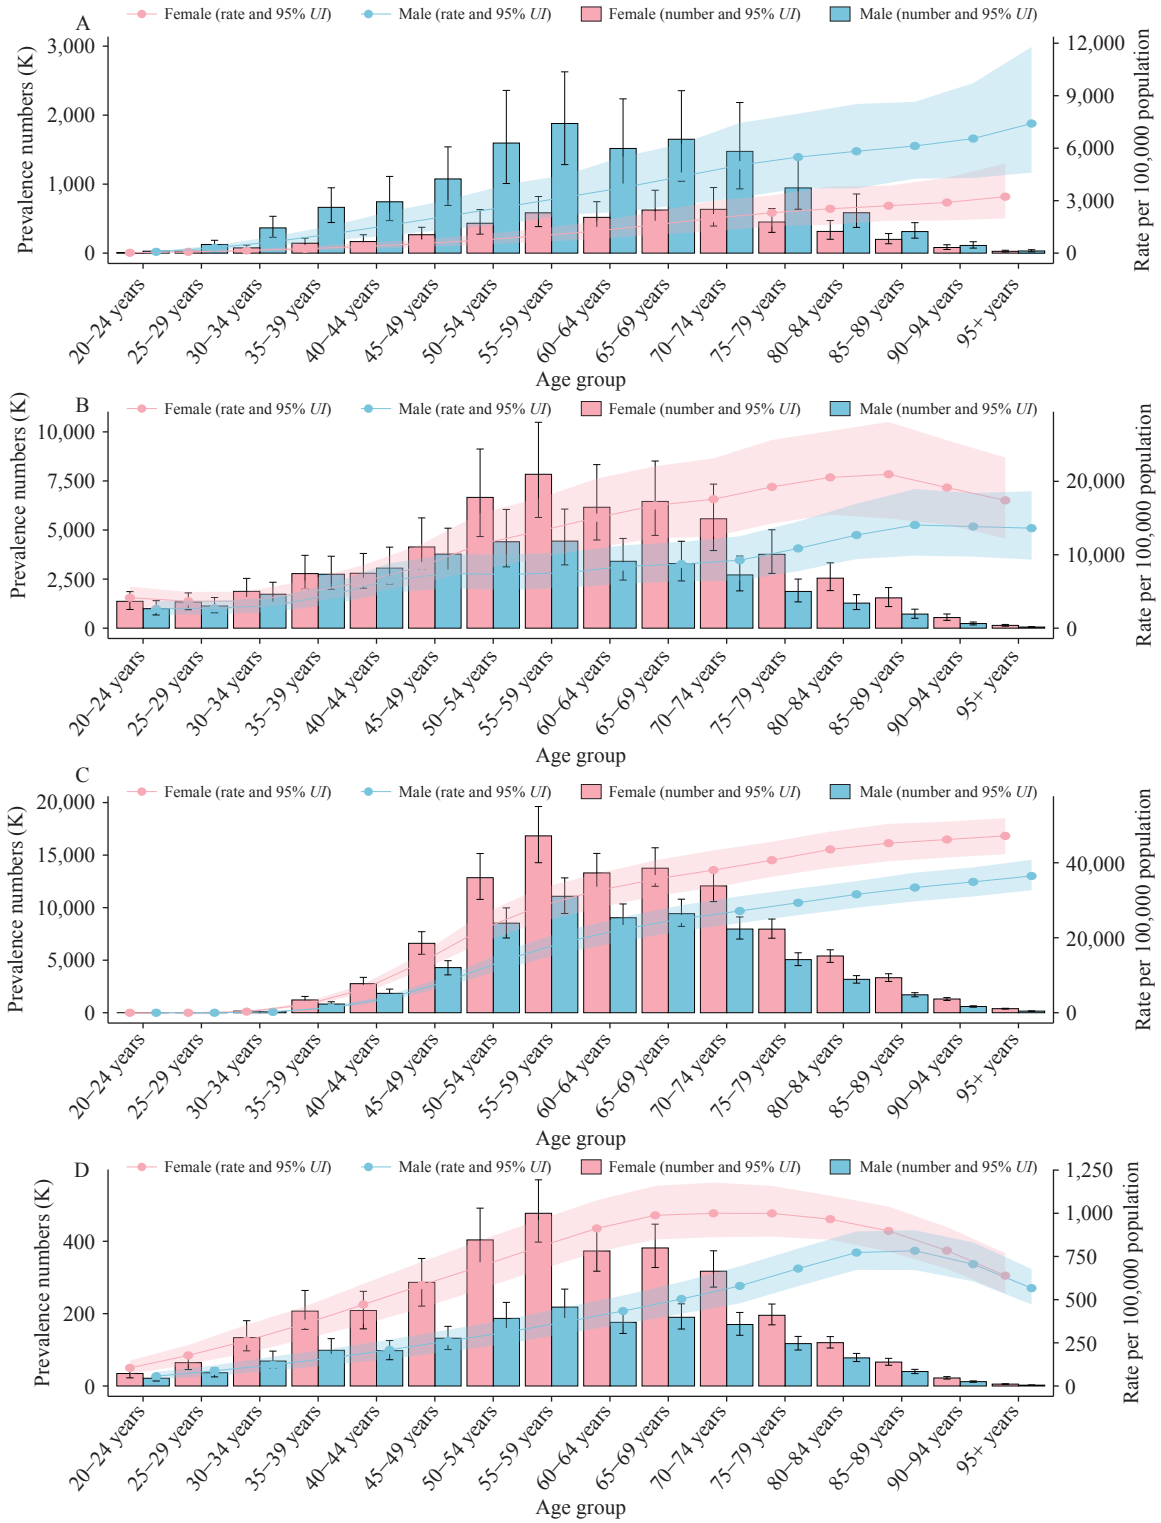 A
Female (rate and 95% UI) Male (rate and 95% UI) Female (number and 95% UI) Male (number and 95% UI)
Prevalence numbers (K)
3,000
2,000
1,000
0
12,000
9,000
6,000
3,000
0
Rate per 100,000 population
20–24 years 25–29 years 30–34 years 35–39 years 40–44 years 45–49 years 50–54 years 55–59 years 60–64 years 65–69 years 70–74 years 75–79 years 80–84 years 85–89 years 90–94 years 95+ years
Age group
B
Female (rate and 95% UI) Male (rate and 95% UI) Female (number and 95% UI) Male (number and 95% UI)
Prevalence numbers (K)
10,000
7,500
5,000
2,500
0
20,000
10,000
0
Rate per 100,000 population
20–24 years 25–29 years 30–34 years 35–39 years 40–44 years 45–49 years 50–54 years 55–59 years 60–64 years 65–69 years 70–74 years 75–79 years 80–84 years 85–89 years 90–94 years 95+ years
Age group
C
Female (rate and 95% UI) Male (rate and 95% UI) Female (number and 95% UI) Male (number and 95% UI)
Prevalence numbers (K)
20,000
15,000
10,000
5,000
0
40,000
20,000
0
Rate per 100,000 population
20–24 years 25–29 years 30–34 years 35–39 years 40–44 years 45–49 years 50–54 years 55–59 years 60–64 years 65–69 years 70–74 years 75–79 years 80–84 years 85–89 years 90–94 years 95+ years
Age group
D
Female (rate and 95% UI) Male (rate and 95% UI) Female (number and 95% UI) Male (number and 95% UI)
Prevalence numbers (K)
400
200
0
1,250
1,000
750
500
250
0
Rate per 100,000 population
20–24 years 25–29 years 30–34 years 35–39 years 40–44 years 45–49 years 50–54 years 55–59 years 60–64 years 65–69 years 70–74 years 75–79 years 80–84 years 85–89 years 90–94 years 95+ years
Age group